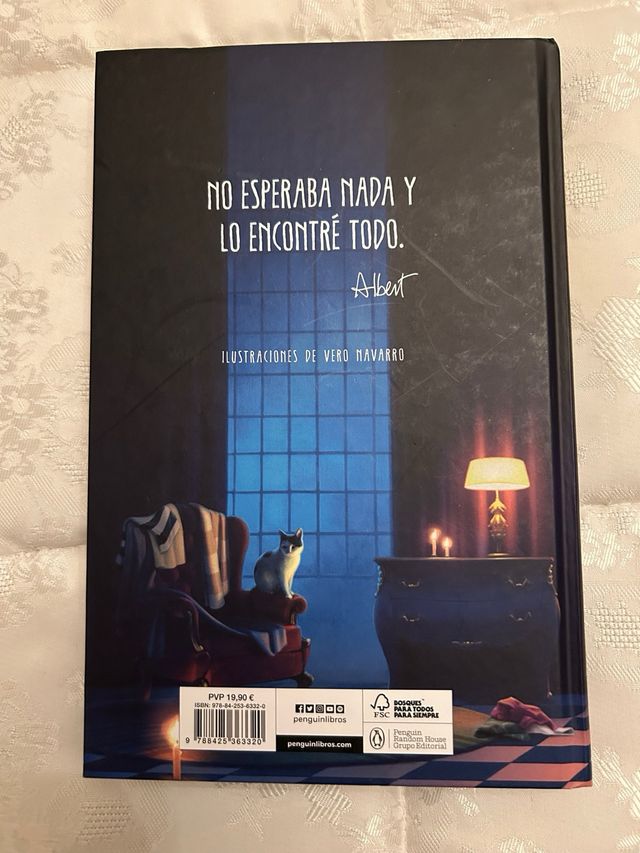 NO ESPERABA NADA Y
LO ENCONTRÉ TODO.
Albert
ILUSTRACIONES DE VERO NAVARRO
PVP 19,90 €
ISBN: 978-84-253-6332-0
9 788425 363320
penguinlibros
penguinlibros.com
FSC
BOSQUES
PARA TODOS
PARA SIEMPRE
Penguin
Random House
Grupo Editorial